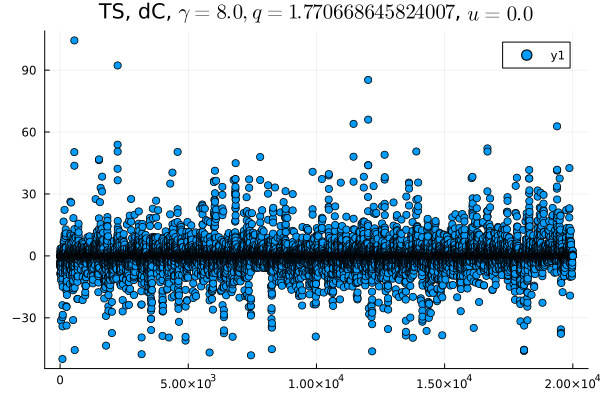 TS, dC, γ = 8.0, q = 1.770668645824007, u = 0.0
y1
90
60
30
0
−30
0 5.00×10³ 1.00×10⁴ 1.50×10⁴ 2.00×10⁴